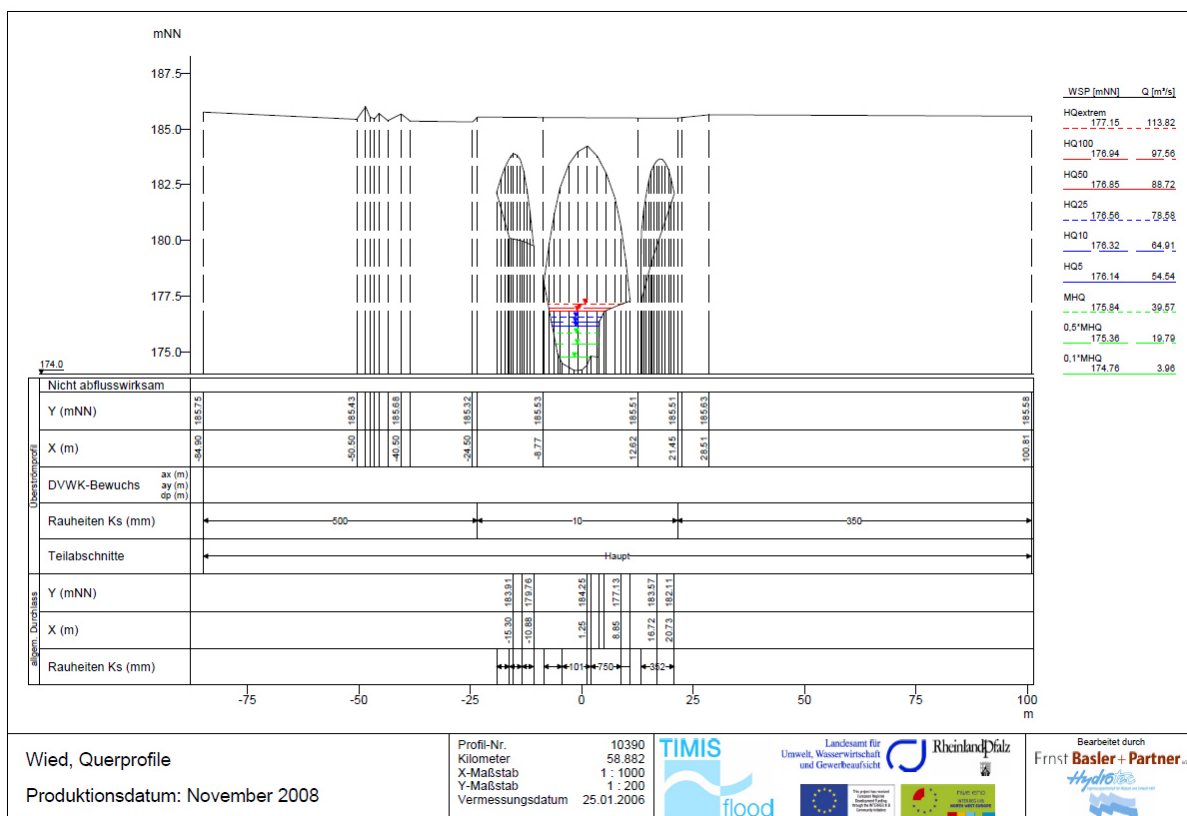 mNN
187.5
185.0
182.5
180.0
177.5
175.0
174.0
WSP [mNN] Q [m³/s]
HQextrem
177.15 113.82
HQ100
176.94 97.56
HQ50
176.85 88.72
HQ25
176.56 78.58
HQ10
176.32 64.91
HQ5
176.14 54.54
MHQ
175.84 39.57
0,5*MHQ
175.36 19.79
0,1*MHQ
174.76 3.96
Überströmprofil
Nicht abflusswirksam
Y (mNN) 185.75 185.43 185.68 185.32 185.53 185.51 185.51 185.63 185.58
X (m) -84.90 -50.50 -40.50 -24.50 -8.77 12.62 21.45 28.51 100.81
DVWK-Bewuchs ax (m)
ay (m)
dp (m)
Rauheiten Ks (mm) 500 10 350
Teilabschnitte Haupt
allgem. Durchlass
Y (mNN) 183.91 179.76 184.25 177.13 183.57 182.11
X (m) -15.30 -10.88 1.25 8.85 16.72 20.73
Rauheiten Ks (mm) 101 750 352
-75 -50 -25 0 25 50 75 100
m
Wied, Querprofile
Produktionsdatum: November 2008
Profil-Nr. 10390
Kilometer 58.882
X-Maßstab 1 : 1000
Y-Maßstab 1 : 200
Vermessungsdatum 25.01.2006
TIMIS
flood
Landesamt für
Umwelt, Wasserwirtschaft
und Gewerbeaufsicht
RheinlandPfalz
Bearbeitet durch
Ernst Basler + Partner
Hydrotec